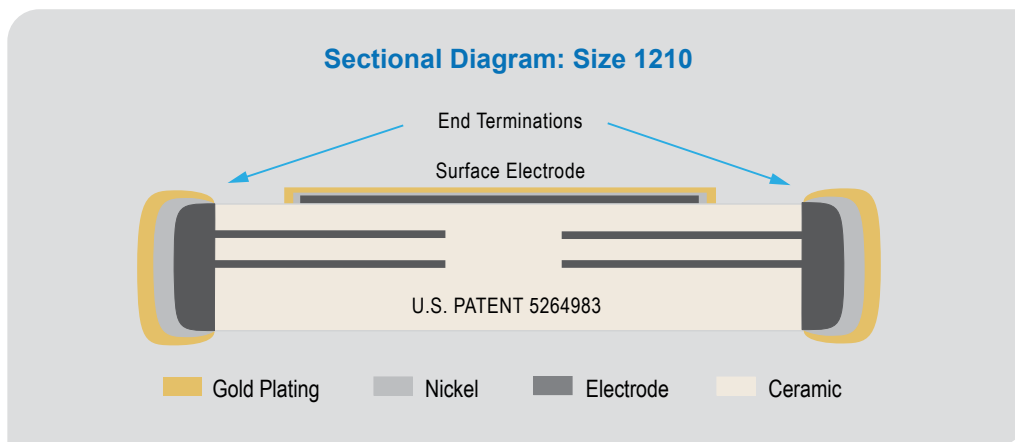 Sectional Diagram: Size 1210
End Terminations
Surface Electrode
U.S. PATENT 5264983
Gold Plating
Nickel
Electrode
Ceramic